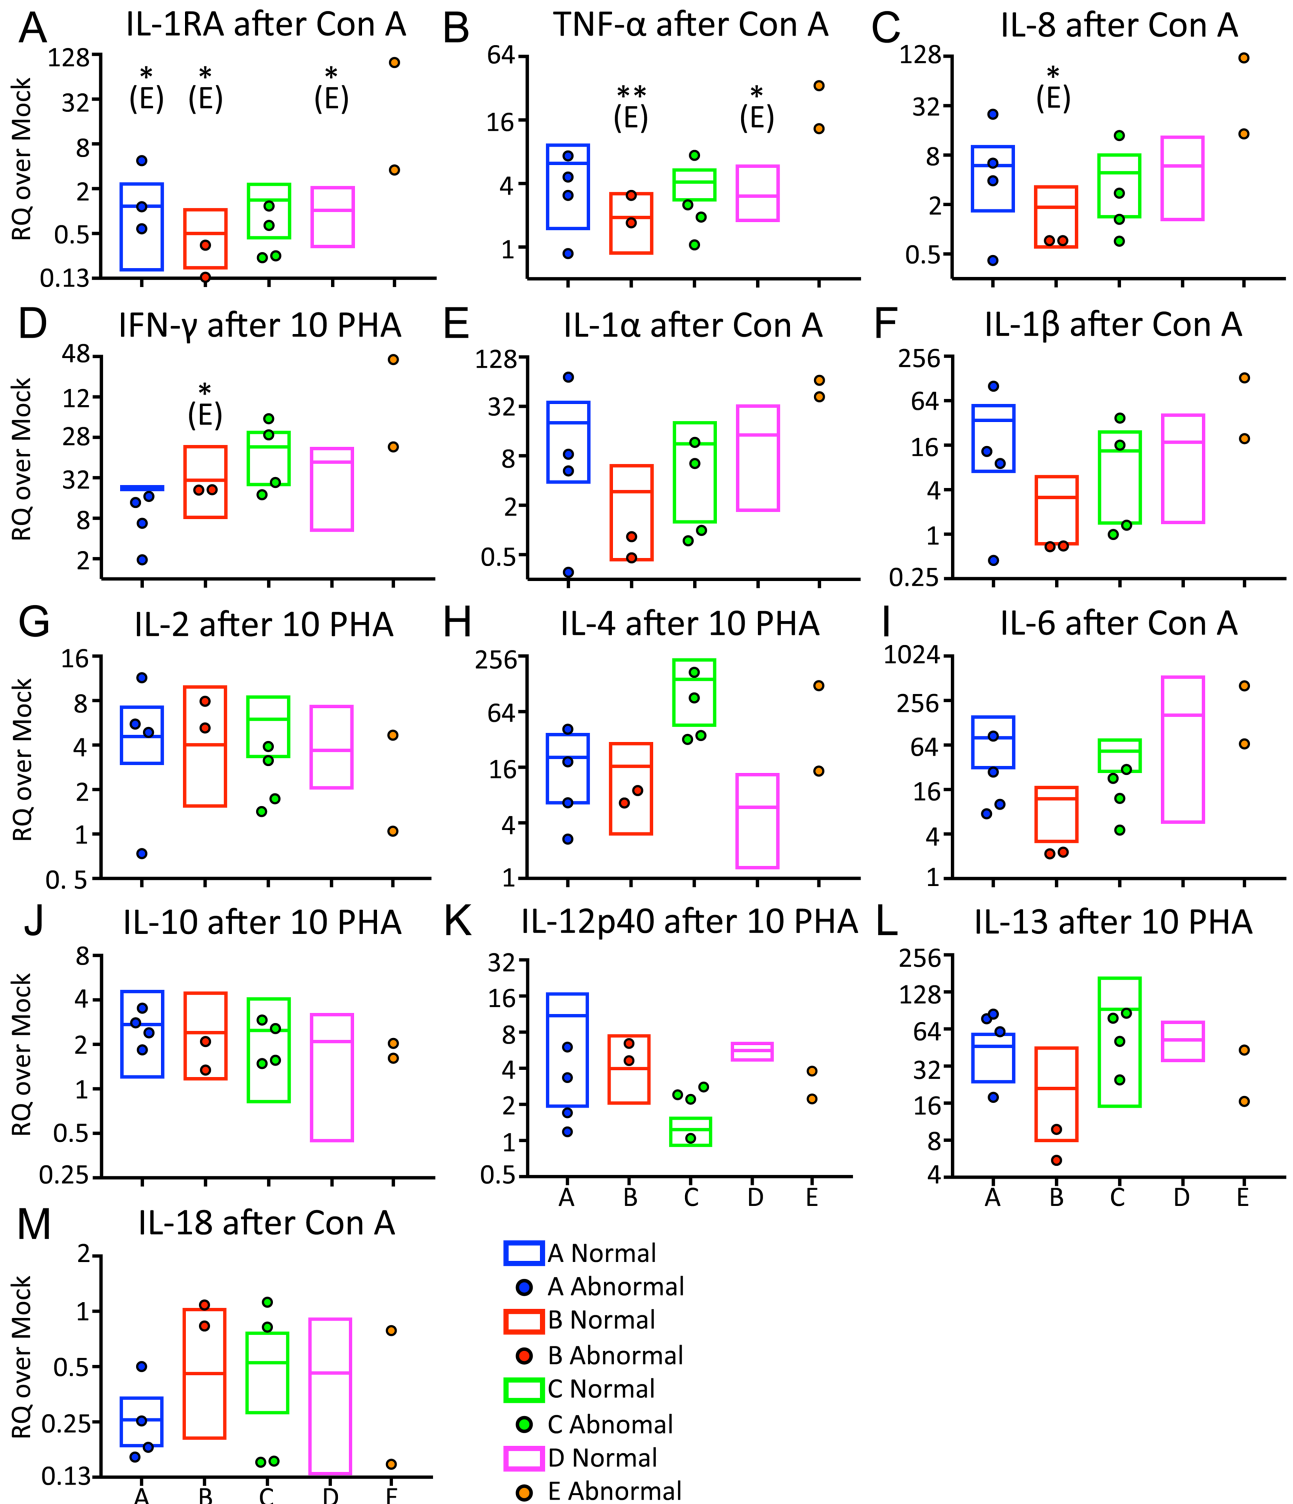 A IL-1RA after Con A
128
32
8
2
0.5
0.13
RQ over Mock
*
(E)
*
(E)
*
(E)
B TNF-α after Con A
64
16
4
1
**
(E)
*
(E)
C IL-8 after Con A
128
32
8
2
0.5
*
(E)
D IFN-γ after 10 PHA
48
12
28
32
8
2
RQ over Mock
*
(E)
E IL-1α after Con A
128
32
8
2
0.5
F IL-1β after Con A
256
64
16
4
1
0.25
G IL-2 after 10 PHA
16
8
4
2
1
0.5
RQ over Mock
H IL-4 after 10 PHA
256
64
16
4
1
I IL-6 after Con A
1024
256
64
16
4
1
J IL-10 after 10 PHA
8
4
2
1
0.5
0.25
RQ over Mock
K IL-12p40 after 10 PHA
32
16
8
4
2
1
0.5
A B C D E
L IL-13 after 10 PHA
256
128
64
32
16
8
4
A B C D E
M IL-18 after Con A
2
1
0.5
0.25
0.13
RQ over Mock
A B C D E
A Normal
A Abnormal
B Normal
B Abnormal
C Normal
C Abnomal
D Normal
E Abnormal